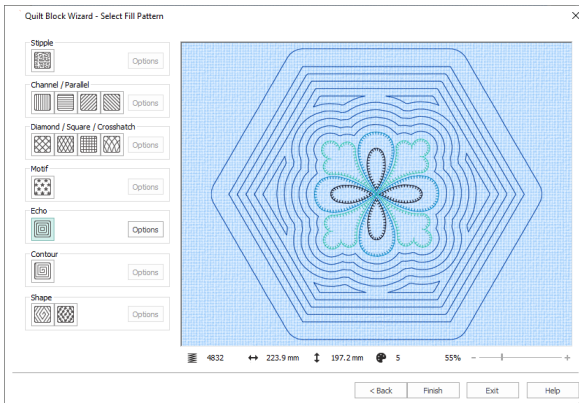 Quilt Block Wizard - Select Fill Pattern
Stipple
Options
Channel / Parallel
Options
Diamond / Square / Crosshatch
Options
Motif
Options
Echo
Options
Contour
Options
Shape
Options
4832 223.9 mm 197.2 mm 5 55% - +
< Back Finish Exit Help